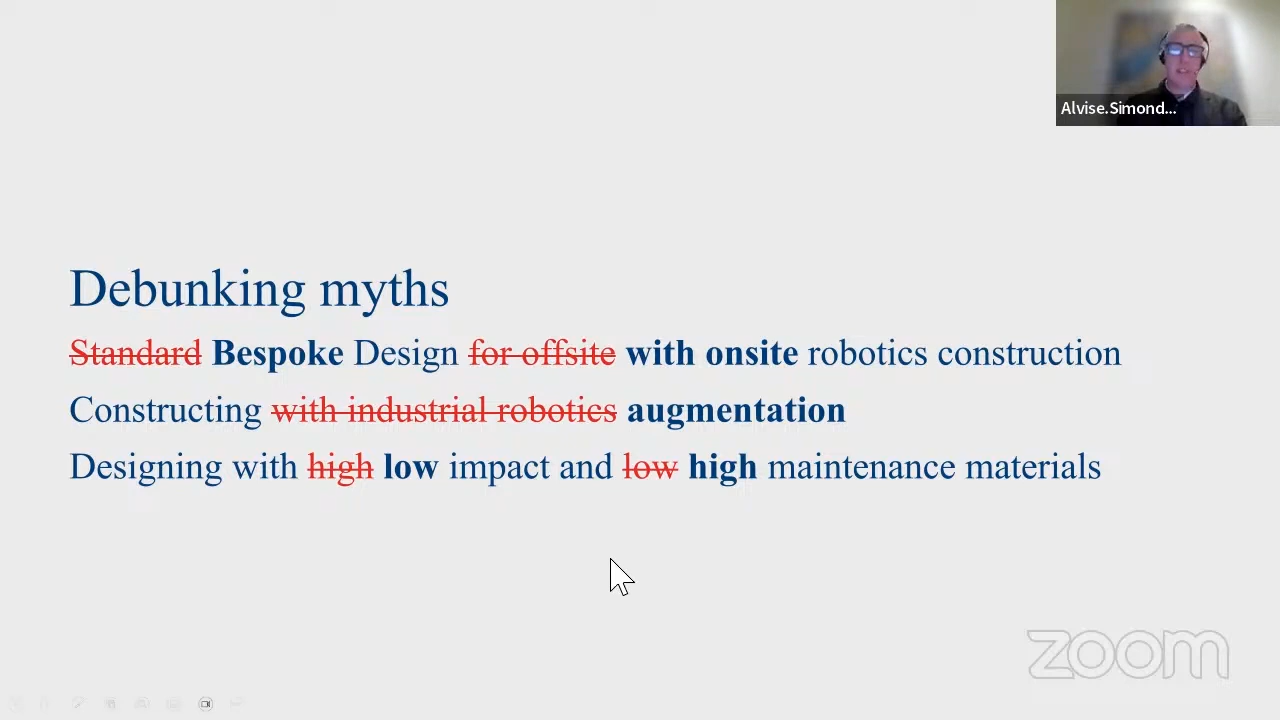 Alvise.Simond...
Debunking myths
Standard Bespoke Design for offsite with onsite robotics construction
Constructing with industrial robotics augmentation
Designing with high low impact and low high maintenance materials
zoom